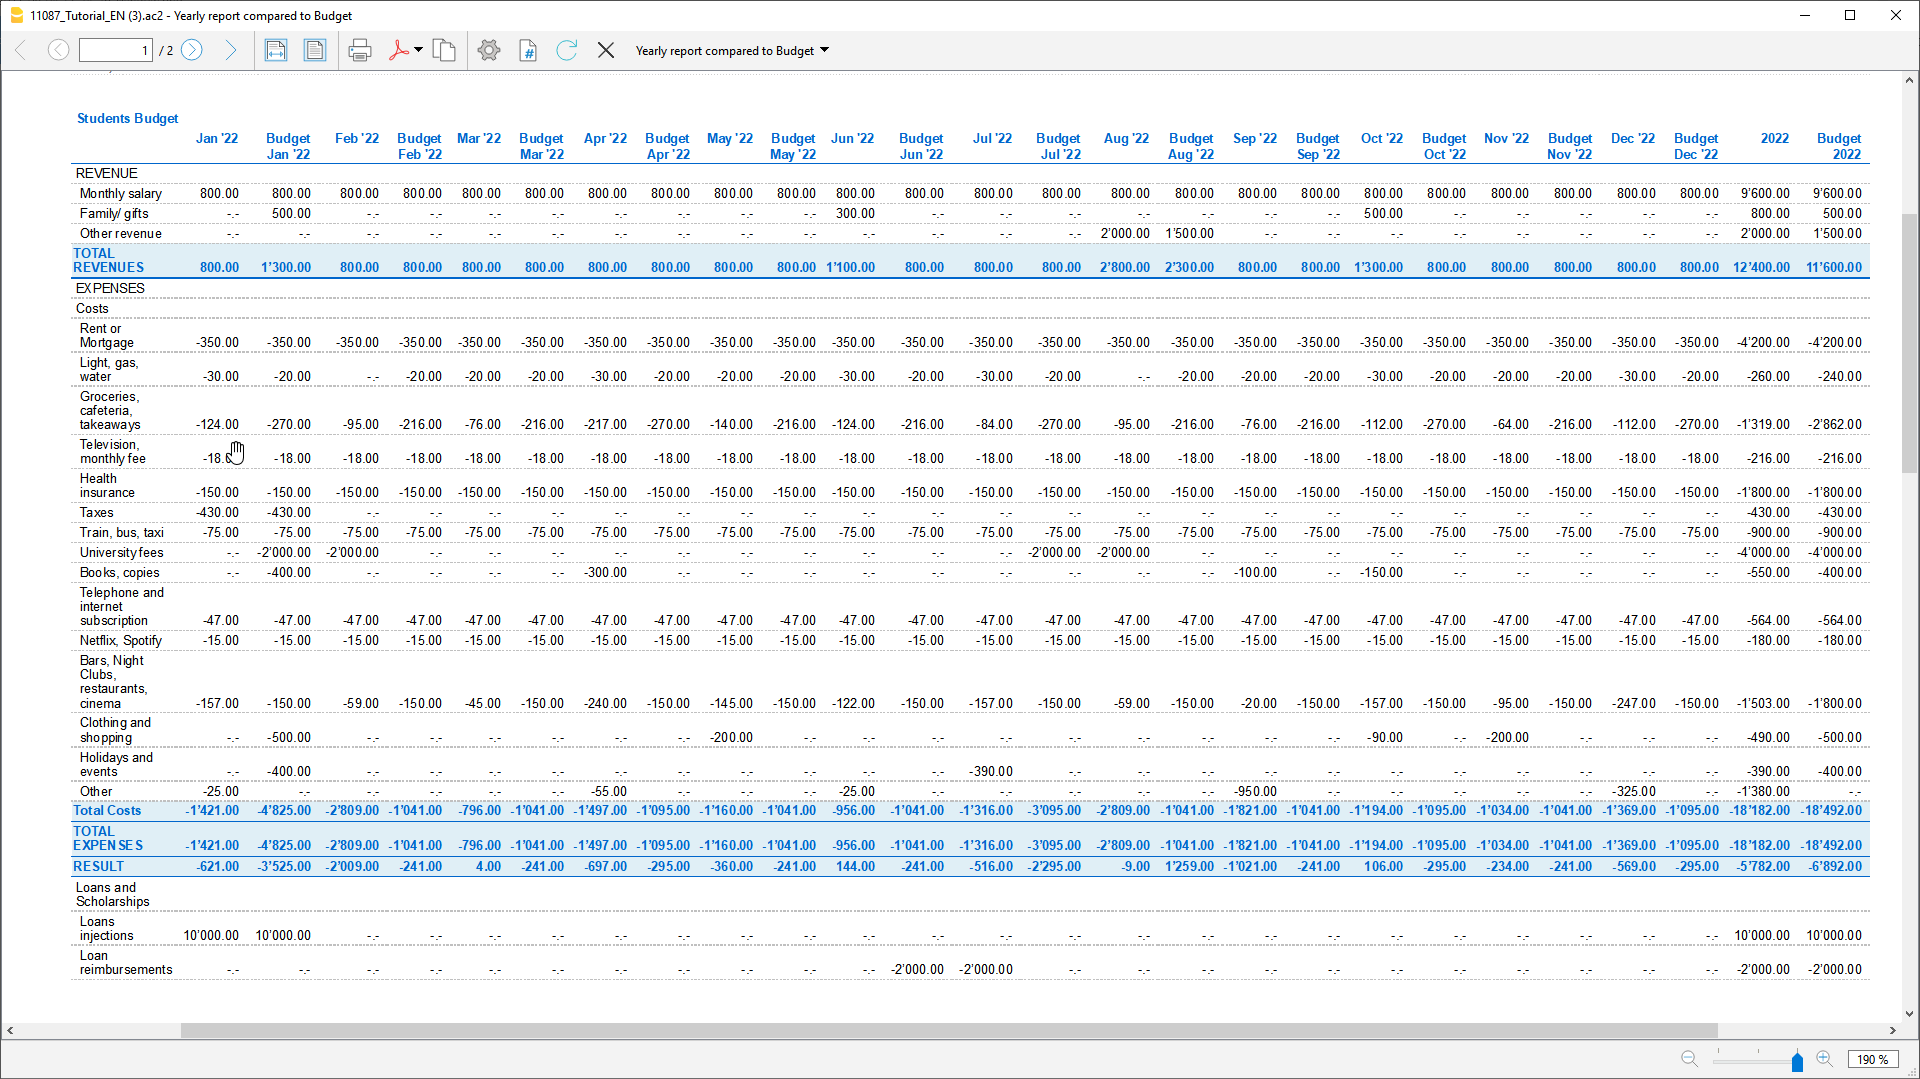 11087_Tutorial_EN (3).ac2 - Yearly report compared to Budget
1 / 2 Yearly report compared to Budget
Students Budget
Jan '22 Budget Jan '22 Feb '22 Budget Feb '22 Mar '22 Budget Mar '22 Apr '22 Budget Apr '22 May '22 Budget May '22 Jun '22 Budget Jun '22 Jul '22 Budget Jul '22 Aug '22 Budget Aug '22 Sep '22 Budget Sep '22 Oct '22 Budget Oct '22 Nov '22 Budget Nov '22 Dec '22 Budget Dec '22 2022 Budget 2022
REVENUE
Monthly salary 800.00 800.00 800.00 800.00 800.00 800.00 800.00 800.00 800.00 800.00 800.00 800.00 800.00 800.00 800.00 800.00 800.00 800.00 800.00 800.00 800.00 800.00 800.00 800.00 9'600.00 9'600.00
Family/ gifts -.- 500.00 -.- -.- -.- -.- -.- -.- -.- -.- 300.00 -.- -.- -.- -.- -.- -.- -.- 500.00 -.- -.- -.- -.- -.- 800.00 500.00
Other revenue -.- -.- -.- -.- -.- -.- -.- -.- -.- -.- -.- -.- -.- -.- 2'000.00 1'500.00 -.- -.- -.- -.- -.- -.- -.- -.- 2'000.00 1'500.00
TOTAL
REVENUES 800.00 1'300.00 800.00 800.00 800.00 800.00 800.00 800.00 800.00 800.00 1'100.00 800.00 800.00 800.00 2'800.00 2'300.00 800.00 800.00 1'300.00 800.00 800.00 800.00 800.00 800.00 12'400.00 11'600.00
EXPENSES
Costs
Rent or
Mortgage -350.00 -350.00 -350.00 -350.00 -350.00 -350.00 -350.00 -350.00 -350.00 -350.00 -350.00 -350.00 -350.00 -350.00 -350.00 -350.00 -350.00 -350.00 -350.00 -350.00 -350.00 -350.00 -350.00 -350.00 -4'200.00 -4'200.00
Light, gas,
water -30.00 -20.00 -.- -20.00 -20.00 -20.00 -30.00 -20.00 -20.00 -20.00 -30.00 -20.00 -30.00 -20.00 -.- -20.00 -20.00 -20.00 -30.00 -20.00 -20.00 -20.00 -30.00 -20.00 -260.00 -240.00
Groceries,
cafeteria,
takeaways -124.00 -270.00 -95.00 -216.00 -76.00 -216.00 -217.00 -270.00 -140.00 -216.00 -124.00 -216.00 -84.00 -270.00 -95.00 -216.00 -76.00 -216.00 -112.00 -270.00 -64.00 -216.00 -112.00 -270.00 -1'319.00 -2'862.00
Television,
monthly fee -18. -18.00 -18.00 -18.00 -18.00 -18.00 -18.00 -18.00 -18.00 -18.00 -18.00 -18.00 -18.00 -18.00 -18.00 -18.00 -18.00 -18.00 -18.00 -18.00 -18.00 -18.00 -18.00 -18.00 -216.00 -216.00
Health
insurance -150.00 -150.00 -150.00 -150.00 -150.00 -150.00 -150.00 -150.00 -150.00 -150.00 -150.00 -150.00 -150.00 -150.00 -150.00 -150.00 -150.00 -150.00 -150.00 -150.00 -150.00 -150.00 -150.00 -150.00 -1'800.00 -1'800.00
Taxes -430.00 -430.00 -.- -.- -.- -.- -.- -.- -.- -.- -.- -.- -.- -.- -.- -.- -.- -.- -.- -.- -.- -.- -.- -.- -430.00 -430.00
Train, bus, taxi -75.00 -75.00 -75.00 -75.00 -75.00 -75.00 -75.00 -75.00 -75.00 -75.00 -75.00 -75.00 -75.00 -75.00 -75.00 -75.00 -75.00 -75.00 -75.00 -75.00 -75.00 -75.00 -75.00 -75.00 -900.00 -900.00
University fees -.- -2'000.00 -2'000.00 -.- -.- -.- -.- -.- -.- -.- -.- -.- -.- -2'000.00 -2'000.00 -.- -.- -.- -.- -.- -.- -.- -.- -.- -4'000.00 -4'000.00
Books, copies -.- -400.00 -.- -.- -.- -.- -300.00 -.- -.- -.- -.- -.- -.- -.- -.- -.- -100.00 -.- -150.00 -.- -.- -.- -.- -.- -550.00 -400.00
Telephone and
internet
subscription -47.00 -47.00 -47.00 -47.00 -47.00 -47.00 -47.00 -47.00 -47.00 -47.00 -47.00 -47.00 -47.00 -47.00 -47.00 -47.00 -47.00 -47.00 -47.00 -47.00 -47.00 -47.00 -47.00 -47.00 -564.00 -564.00
Netflix, Spotify -15.00 -15.00 -15.00 -15.00 -15.00 -15.00 -15.00 -15.00 -15.00 -15.00 -15.00 -15.00 -15.00 -15.00 -15.00 -15.00 -15.00 -15.00 -15.00 -15.00 -15.00 -15.00 -15.00 -15.00 -180.00 -180.00
Bars, Night
Clubs,
restaurants,
cinema -157.00 -150.00 -59.00 -150.00 -45.00 -150.00 -240.00 -150.00 -145.00 -150.00 -122.00 -150.00 -157.00 -150.00 -59.00 -150.00 -20.00 -150.00 -157.00 -150.00 -95.00 -150.00 -247.00 -150.00 -1'503.00 -1'800.00
Clothing and
shopping -.- -500.00 -.- -.- -.- -.- -.- -.- -200.00 -.- -.- -.- -.- -.- -.- -.- -.- -.- -90.00 -.- -200.00 -.- -.- -.- -490.00 -500.00
Holidays and
events -.- -400.00 -.- -.- -.- -.- -.- -.- -.- -.- -.- -.- -390.00 -.- -.- -.- -.- -.- -.- -.- -.- -.- -.- -.- -390.00 -400.00
Other -25.00 -.- -.- -.- -.- -.- -55.00 -.- -.- -.- -25.00 -.- -.- -.- -.- -.- -950.00 -.- -.- -.- -.- -.- -325.00 -.- -1'380.00 -.-
Total Costs -1'421.00 -4'825.00 -2'809.00 -1'041.00 -796.00 -1'041.00 -1'497.00 -1'095.00 -1'160.00 -1'041.00 -956.00 -1'041.00 -1'316.00 -3'095.00 -2'809.00 -1'041.00 -1'821.00 -1'041.00 -1'194.00 -1'095.00 -1'034.00 -1'041.00 -1'369.00 -1'095.00 -18'182.00 -18'492.00
TOTAL
EXPENSES -1'421.00 -4'825.00 -2'809.00 -1'041.00 -796.00 -1'041.00 -1'497.00 -1'095.00 -1'160.00 -1'041.00 -956.00 -1'041.00 -1'316.00 -3'095.00 -2'809.00 -1'041.00 -1'821.00 -1'041.00 -1'194.00 -1'095.00 -1'034.00 -1'041.00 -1'369.00 -1'095.00 -18'182.00 -18'492.00
RESULT -621.00 -3'525.00 -2'009.00 -241.00 4.00 -241.00 -697.00 -295.00 -360.00 -241.00 144.00 -241.00 -516.00 -2'295.00 -9.00 1'259.00 -1'021.00 -241.00 106.00 -295.00 -234.00 -241.00 -569.00 -295.00 -5'782.00 -6'892.00
Loans and
Scholarships
Loans
injections 10'000.00 10'000.00 -.- -.- -.- -.- -.- -.- -.- -.- -.- -.- -.- -.- -.- -.- -.- -.- -.- -.- -.- -.- -.- -.- 10'000.00 10'000.00
Loan
reimbursements -.- -.- -.- -.- -.- -.- -.- -.- -.- -.- -.- -2'000.00 -2'000.00 -.- -.- -.- -.- -.- -.- -.- -.- -.- -.- -.- -2'000.00 -2'000.00
190 %